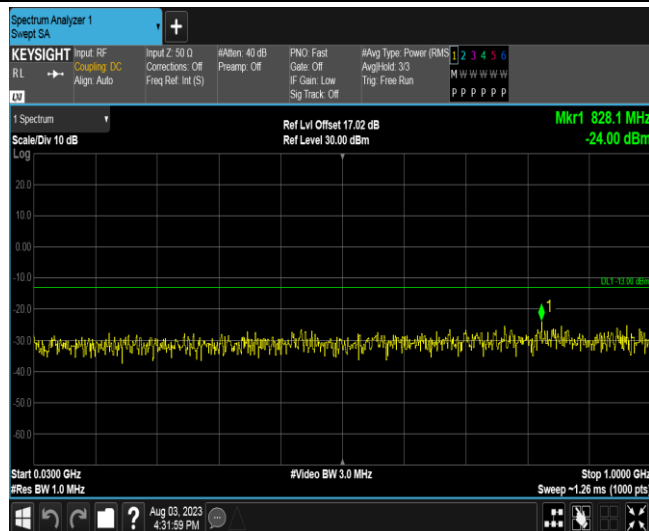 Spectrum Analyzer 1
Swept SA
+
KEYSIGHT
RL
LXI
Input: RF
Coupling: DC
Align: Auto
Input Z: 50 Ω
Corrections: Off
Freq Ref: Int (S)
#Atten: 40 dB
Preamp: Off
PNO: Fast
Gate: Off
IF Gain: Low
Sig Track: Off
#Avg Type: Power (RMS
Avg|Hold: 3/3
Trig: Free Run
1 2 3 4 5 6
M W W W W W
P P P P P P
1 Spectrum
Scale/Div 10 dB
Ref Lvl Offset 17.02 dB
Ref Level 30.00 dBm
Mkr1 828.1 MHz
-24.00 dBm
Log
20.0
10.0
0.00
-10.0
DL1 -13.00 dBm
-20.0
1
-30.0
-40.0
-50.0
-60.0
Start 0.0300 GHz
#Video BW 3.0 MHz
Stop 1.0000 GHz
#Res BW 1.0 MHz
Sweep ~1.26 ms (1000 pts)
?
Aug 03, 2023
4:31:59 PM